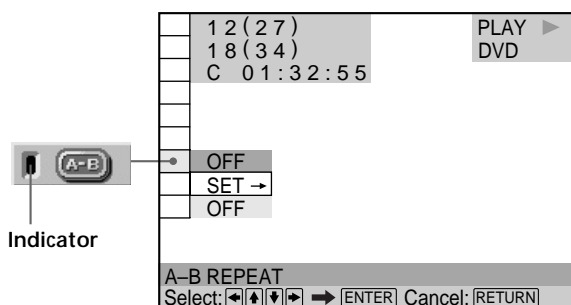 12(27)
18(34)
C 01:32:55
PLAY ▶
DVD
A-B
OFF
SET →
OFF
Indicator
A–B REPEAT
Select: ←↑↓→ ➡ ENTER Cancel: RETURN